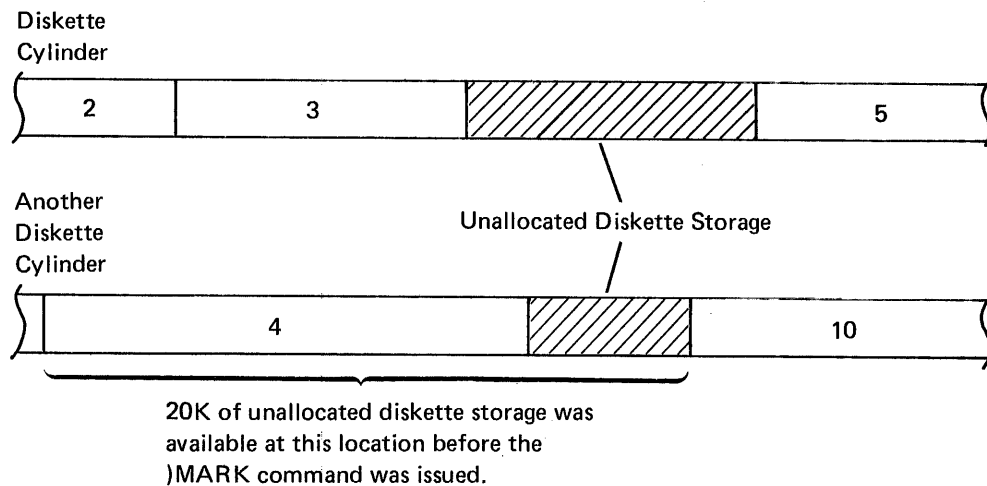 Diskette
Cylinder
2 3 5
Another
Diskette
Cylinder
Unallocated Diskette Storage
4 10
20K of unallocated diskette storage was
available at this location before the
)MARK command was issued.